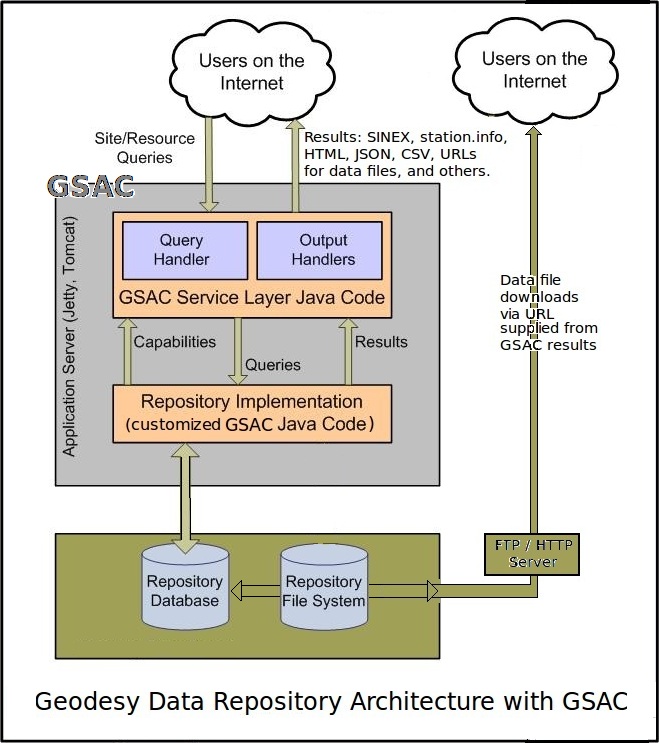 Users on the
Internet
Users on the
Internet
Site/Resource
Queries
Results: SINEX, station.info,
HTML, JSON, CSV, URLs
for data files, and others.
GSAC
Application Server (Jetty, Tomcat)
Query
Handler
Output
Handlers
GSAC Service Layer Java Code
Capabilities
Queries
Results
Repository Implementation
(customized GSAC Java Code)
Data file
downloads
via URL
supplied from
GSAC results
FTP / HTTP
Server
Repository
Database
Repository
File System
Geodesy Data Repository Architecture with GSAC